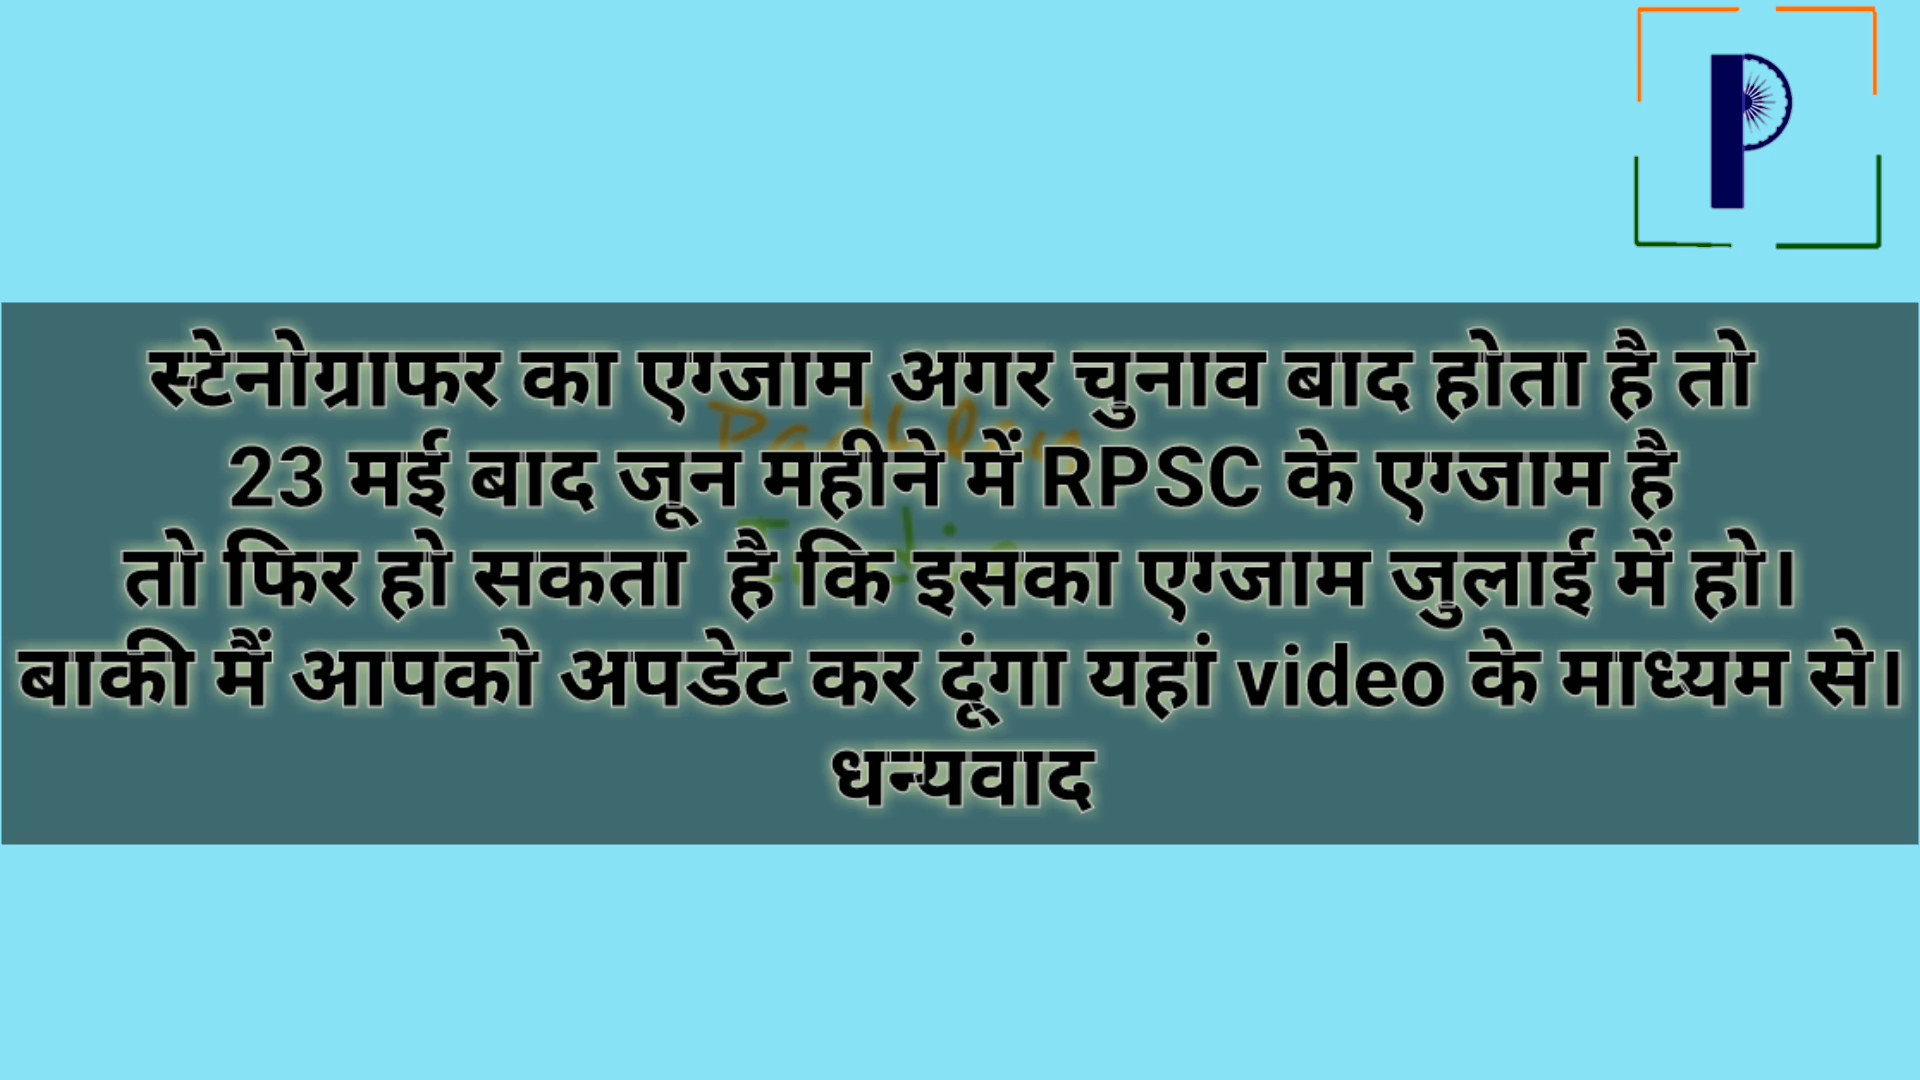 स्टेनोग्राफर का एग्जाम अगर चुनाव बाद होता है तो
23 मई बाद जून महीने में RPSC के एग्जाम है
तो फिर हो सकता है कि इसका एग्जाम जुलाई में हो।
बाकी मैं आपको अपडेट कर दूंगा यहां video के माध्यम से।
धन्यवाद